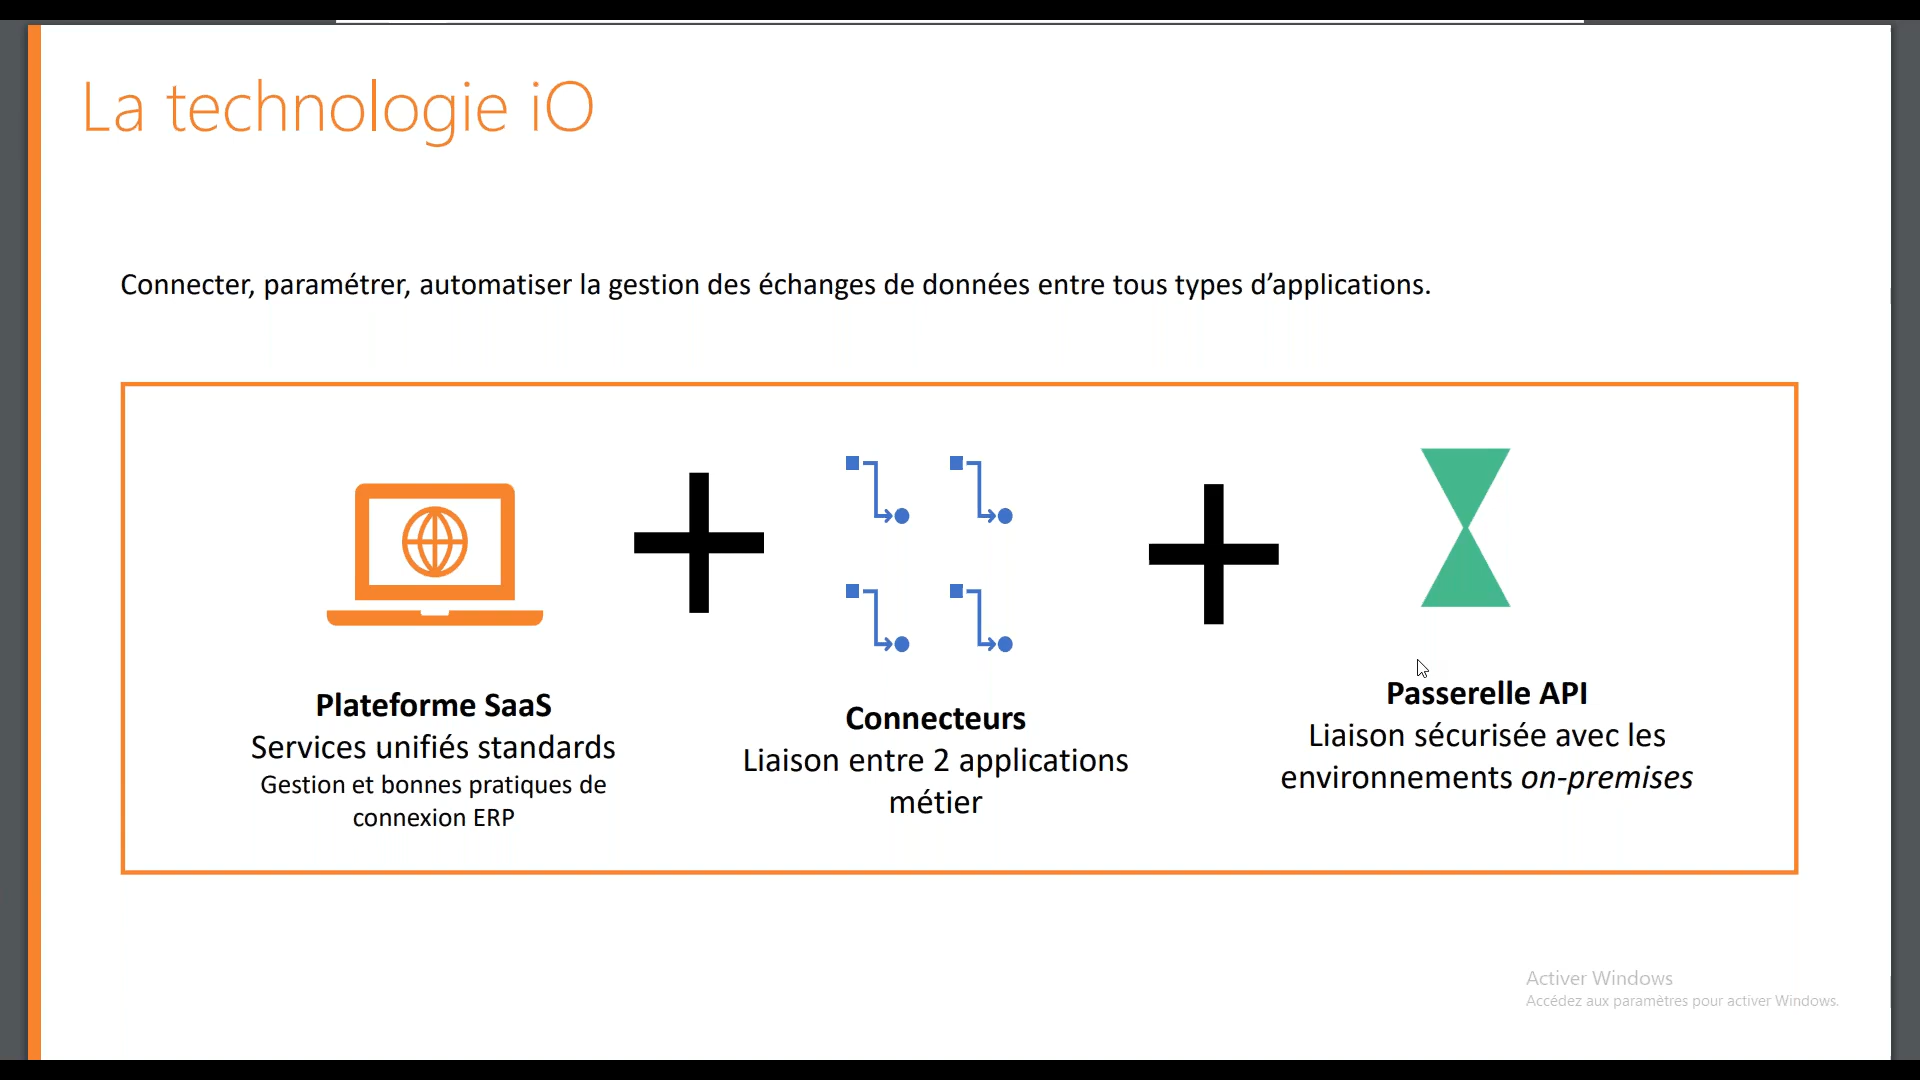 La technologie iO
Connecter, paramétrer, automatiser la gestion des échanges de données entre tous types d’applications.
Plateforme SaaS
Services unifiés standards
Gestion et bonnes pratiques de
connexion ERP
Connecteurs
Liaison entre 2 applications
métier
Passerelle API
Liaison sécurisée avec les
environnements on-premises
Activer Windows
Accédez aux paramètres pour activer Windows.